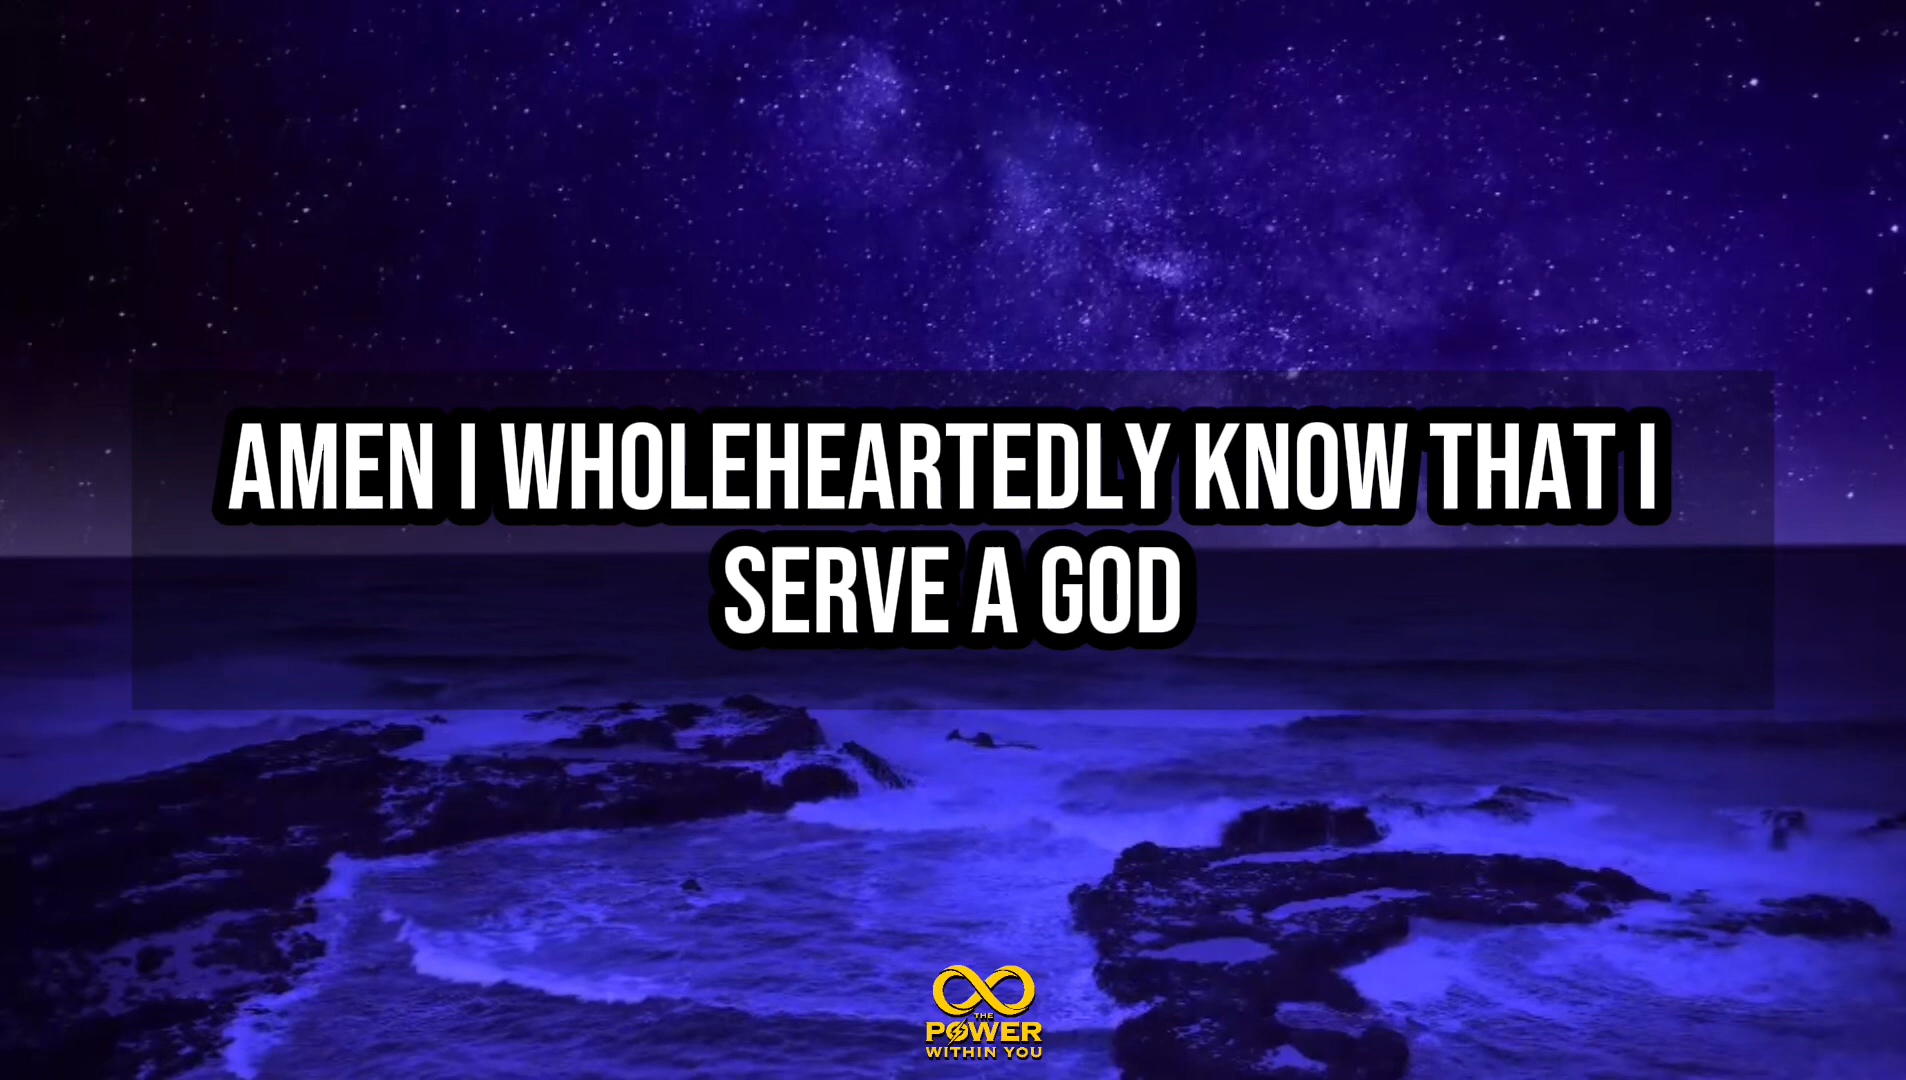 AMEN I WHOLEHEARTEDLY KNOW THAT I
SERVE A GOD
THE
POWER
WITHIN YOU